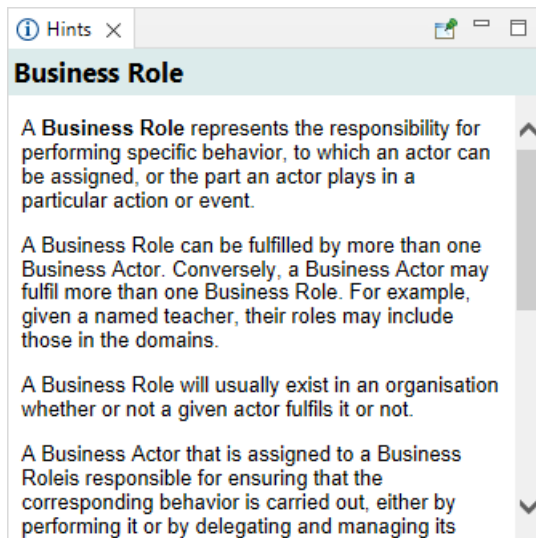 Hints
Business Role
A Business Role represents the responsibility for
performing specific behavior, to which an actor can
be assigned, or the part an actor plays in a
particular action or event.
A Business Role can be fulfilled by more than one
Business Actor. Conversely, a Business Actor may
fulfil more than one Business Role. For example,
given a named teacher, their roles may include
those in the domains.
A Business Role will usually exist in an organisation
whether or not a given actor fulfils it or not.
A Business Actor that is assigned to a Business
Roleis responsible for ensuring that the
corresponding behavior is carried out, either by
performing it or by delegating and managing its